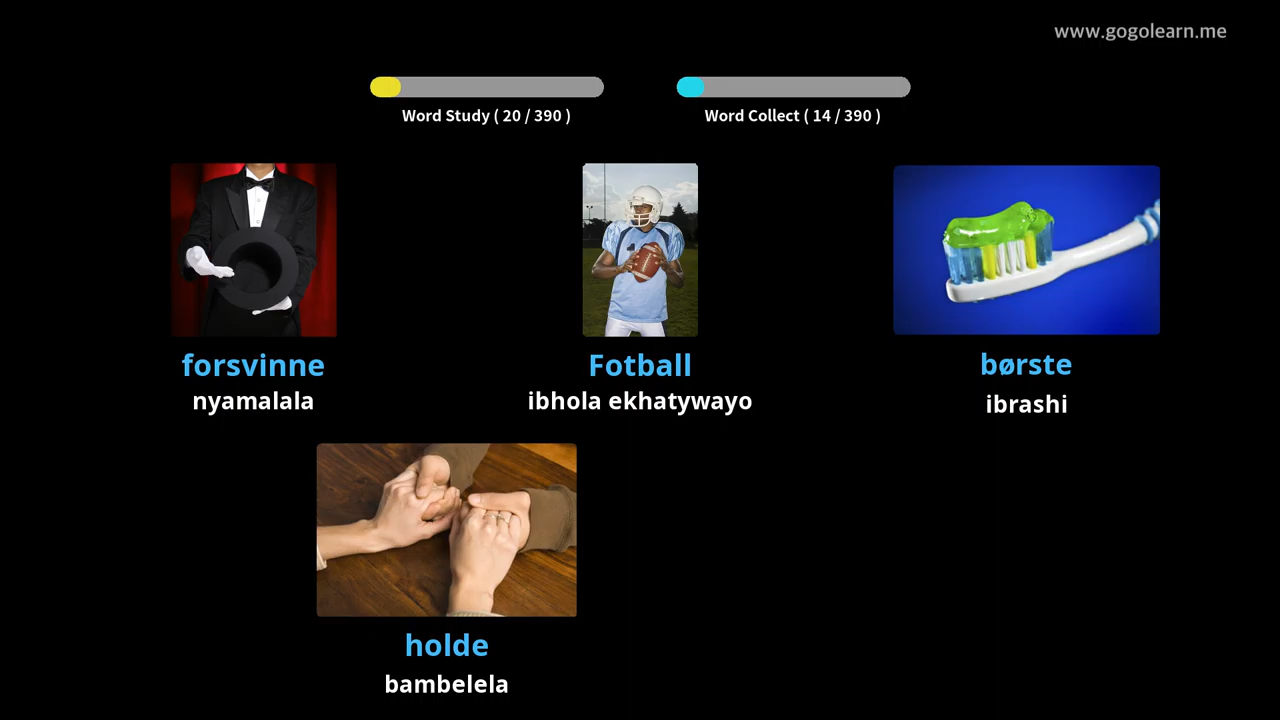 www.gogolearn.me
Word Study ( 20 / 390 )
Word Collect ( 14 / 390 )
forsvinne
nyamalala
Fotball
ibhola ekhatywayo
børste
ibrashi
holde
bambelela